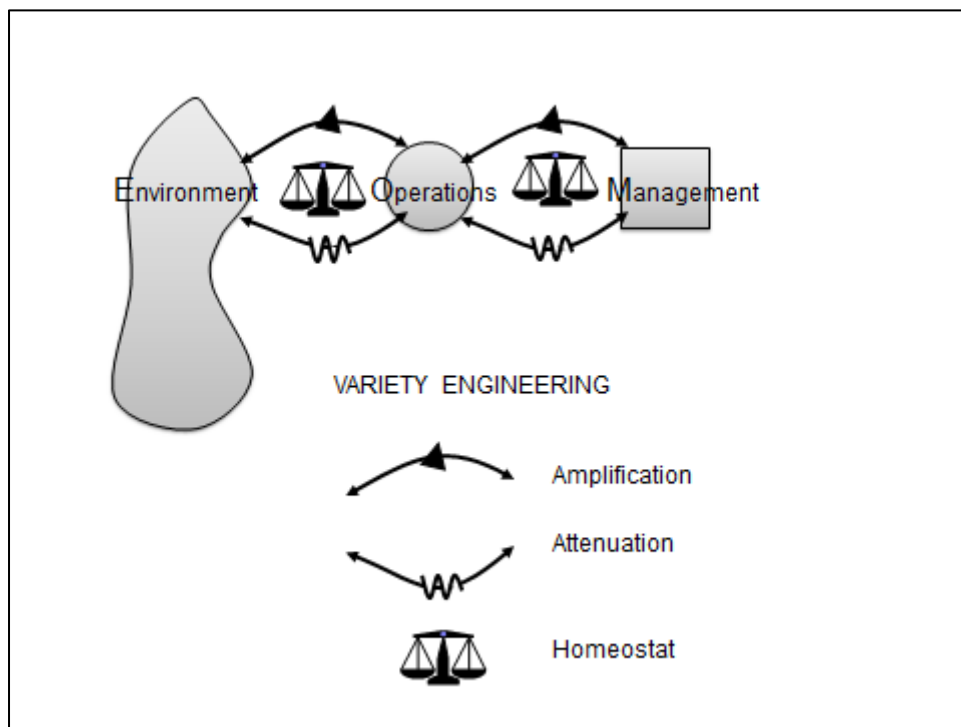 Environment
Operations
Management
VARIETY ENGINEERING
Amplification
Attenuation
Homeostat